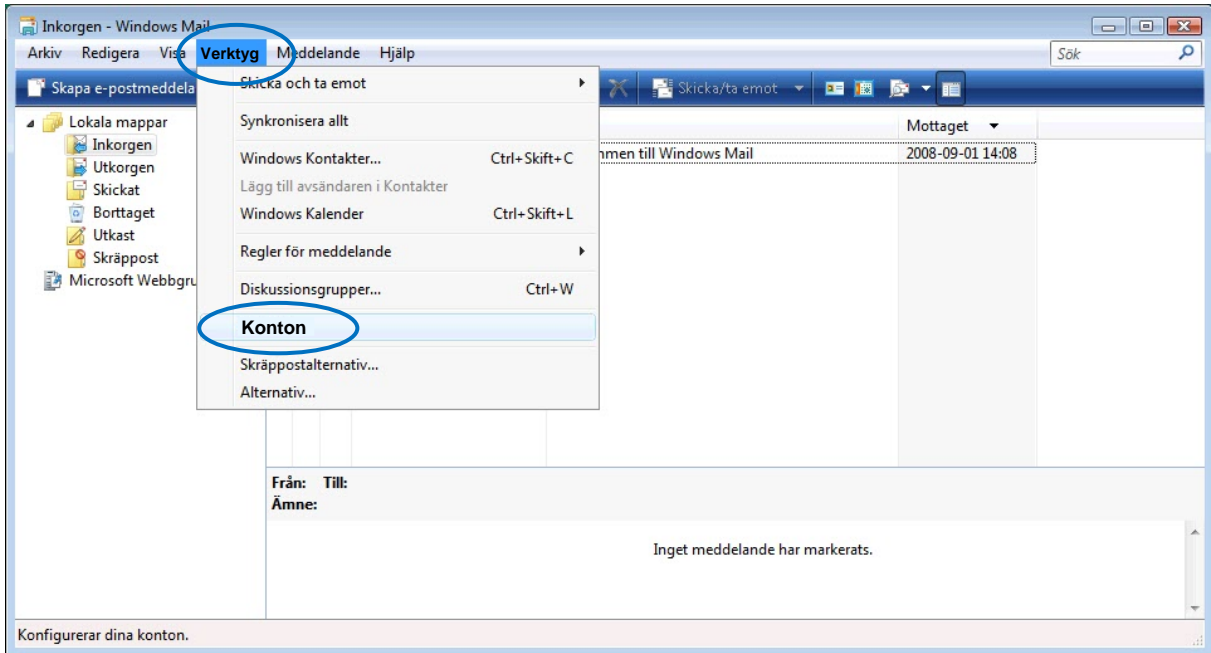 Inkorgen - Windows Mail
Arkiv Redigera Visa Verktyg Meddelande Hjälp
Sök
Skapa e-postmeddela
Skicka/ta emot
Lokala mappar
Inkorgen
Utkorgen
Skickat
Borttaget
Utkast
Skräppost
Microsoft Webbgru
Skicka och ta emot
Synkronisera allt
Windows Kontakter... Ctrl+Skift+C
Lägg till avsändaren i Kontakter
Windows Kalender Ctrl+Skift+L
Regler för meddelande
Diskussionsgrupper... Ctrl+W
Konton
Skräppostalternativ...
Alternativ...
Mottaget
mmen till Windows Mail 2008-09-01 14:08
Från: Till:
Ämne:
Inget meddelande har markerats.
Konfigurerar dina konton.